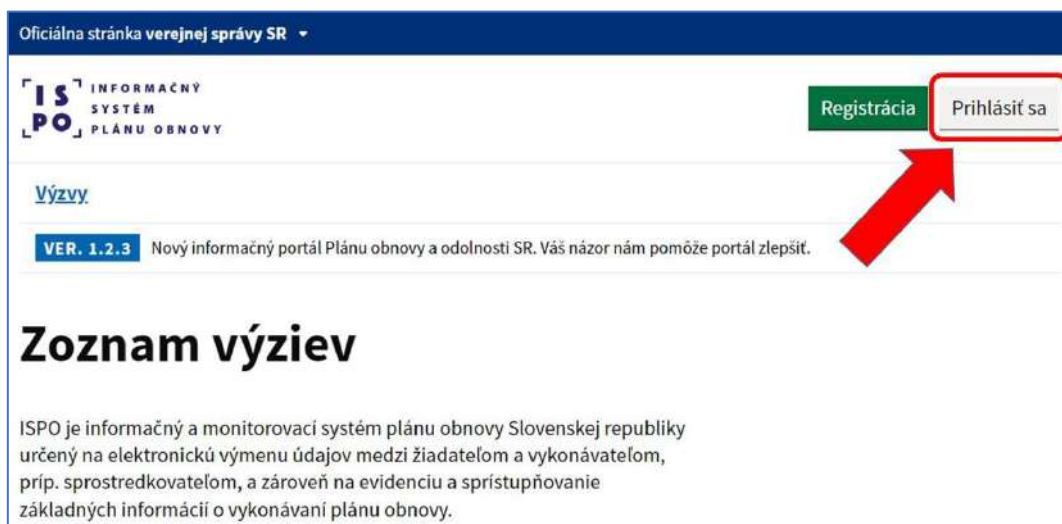 Oficiálna stránka verejnej správy SR
IS INFORMAČNÝ
SYSTÉM
PO PLÁNU OBNOVY
Registrácia
Prihlásiť sa
Výzvy
VER. 1.2.3 Nový informačný portál Plánu obnovy a odolnosti SR. Váš názor nám pomôže portál zlepšiť.
Zoznam výziev
ISPO je informačný a monitorovací systém plánu obnovy Slovenskej republiky
určený na elektronickú výmenu údajov medzi žiadateľom a vykonávateľom,
príp. sprostredkovateľom, a zároveň na evidenciu a sprístupňovanie
základných informácií o vykonávaní plánu obnovy.